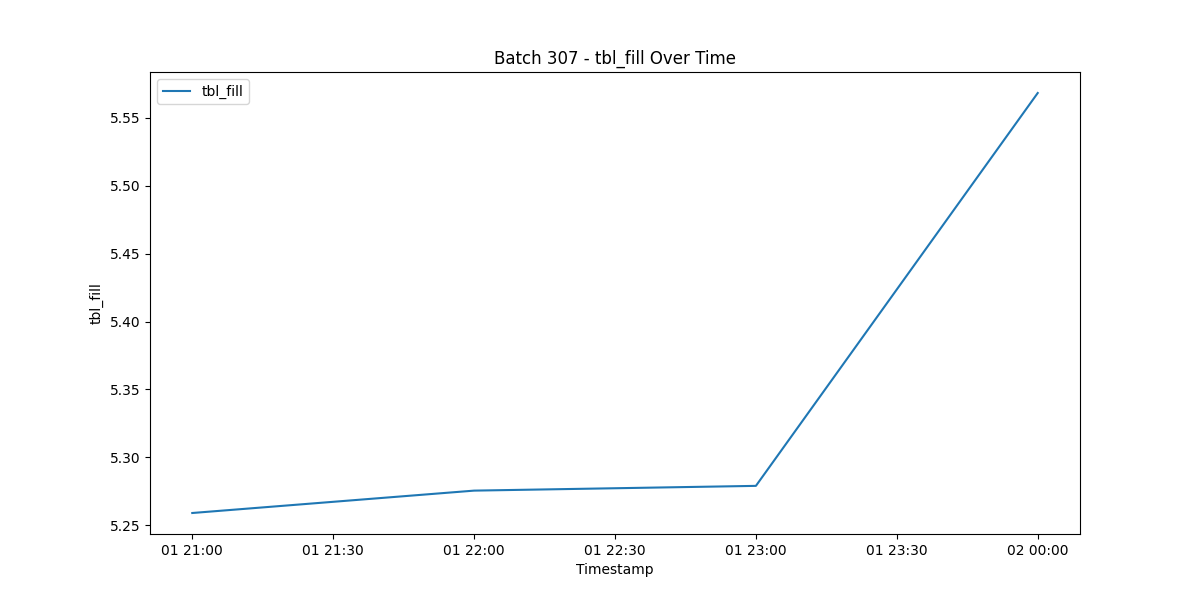 Batch 307 - tbl_fill Over Time
tbl_fill
5.55
5.50
5.45
5.40
5.35
5.30
5.25
tbl_fill
01 21:00 01 21:30 01 22:00 01 22:30 01 23:00 01 23:30 02 00:00
Timestamp